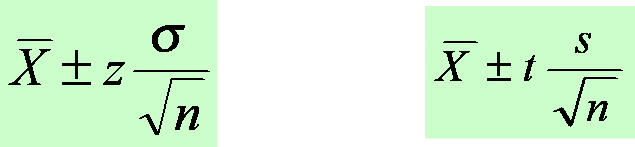 X̄ ± z σ/√n
X̄ ± t s/√n